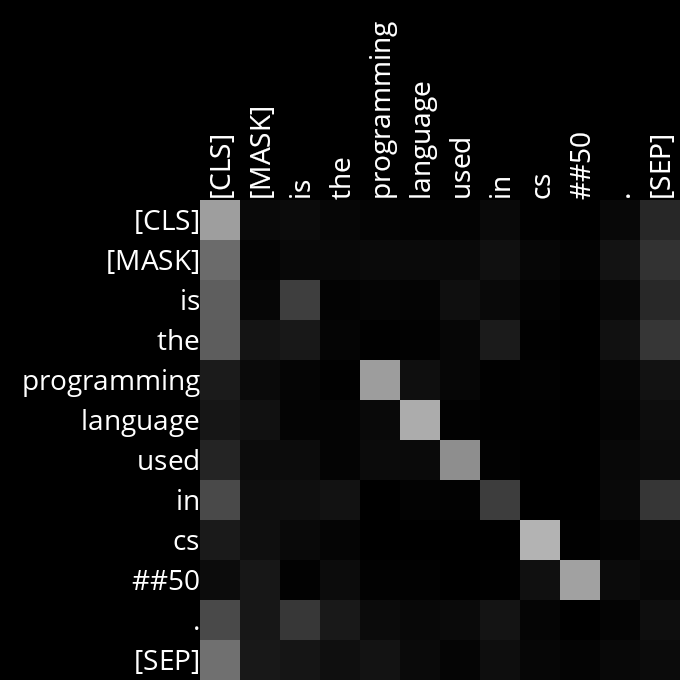 [CLS] [MASK] is the programming language used in cs ##50 . [SEP]
[CLS]
[MASK]
is
the
programming
language
used
in
cs
##50
.
[SEP]